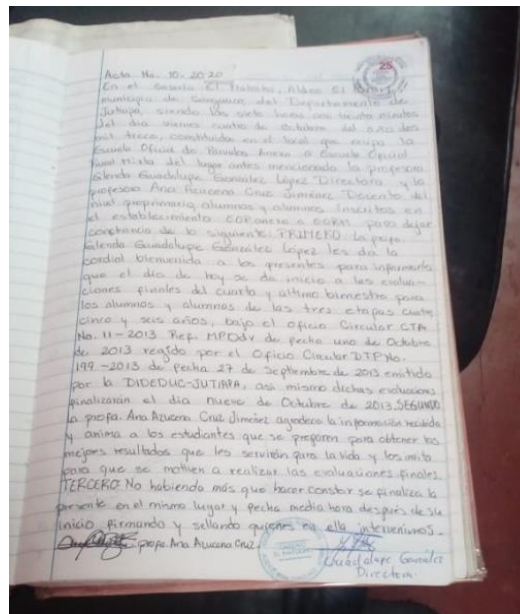 Acta No. 10-2020
En el Caserío El Trabaho, Aldea El
municipio de Sanyuyo, del Departamento de
Jutiapa, siendo las siete horas con treinta minutos
del día viernes cuatro de octubre del año dos
mil trece, constituidos en el local que ocupa la
Escuela Oficial de Párvulos Anexa a Escuela Oficial
Rural Mixta del lugar antes mencionado la profesora
Glenda Guadalupe González López Directora y la
profesora Ana Azucena Cruz Jiménez Docente del
nivel preprimaria, alumnos y alumnas inscritos en
el establecimiento EOP anexa a EORM para dejar
constancia de lo siguiente: PRIMERO La profa.
Glenda Guadalupe González López les da la
cordial bienvenida a los presentes para informarles
que el día de hoy se da inicio a las evalua-
ciones finales del cuarto y último bimestre para
los alumnos y alumnas de las tres etapas cuatro
cinco y seis años, bajo el oficio Circular CTA
No. 11-2013 Ref. MPOdv de fecha uno de Octubre
de 2013 regido por el Oficio Circular DTP No.
199-2013 de fecha 27 de Septiembre de 2013 emitido
por la DIDEDUC-JUTIAPA, así mismo dichas evaluaciones
finalizarán el día nueve de Octubre de 2013. SEGUNDO
la profa. Ana Azucena Cruz Jiménez agradece la información recibida
y anima a los estudiantes que se preparen para obtener los
mejores resultados que les servirán para la vida y los invita
para que se motiven a realizar las evaluaciones finales.
TERCERO: No habiendo más que hacer constar se finaliza la
presente en el mismo lugar y fecha media hora después de su
inicio, firmando y sellando quienes en ella intervenimos.
profa. Ana Azucena Cruz.
Guadalupe González
Directora
25